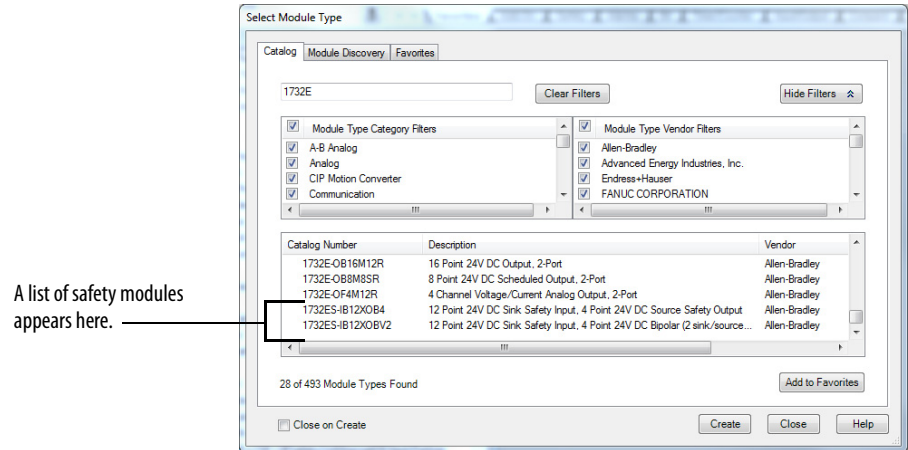 Select Module Type
Catalog Module Discovery Favorites
1732E Clear Filters Hide Filters
Module Type Category Filters
A-B Analog
Analog
CIP Motion Converter
Communication
Module Type Vendor Filters
Allen-Bradley
Advanced Energy Industries, Inc.
Endress+Hauser
FANUC CORPORATION
Catalog Number Description Vendor
1732E-OB16M12R 16 Point 24V DC Output, 2-Port Allen-Bradley
1732E-OB8M8SR 8 Point 24V DC Scheduled Output, 2-Port Allen-Bradley
1732E-OF4M12R 4 Channel Voltage/Current Analog Output, 2-Port Allen-Bradley
1732ES-IB12XOB4 12 Point 24V DC Sink Safety Input, 4 Point 24V DC Source Safety Output Allen-Bradley
1732ES-IB12XOBV2 12 Point 24V DC Sink Safety Input, 4 Point 24V DC Bipolar (2 sink/source... Allen-Bradley
A list of safety modules
appears here.
28 of 493 Module Types Found Add to Favorites
Close on Create Create Close Help